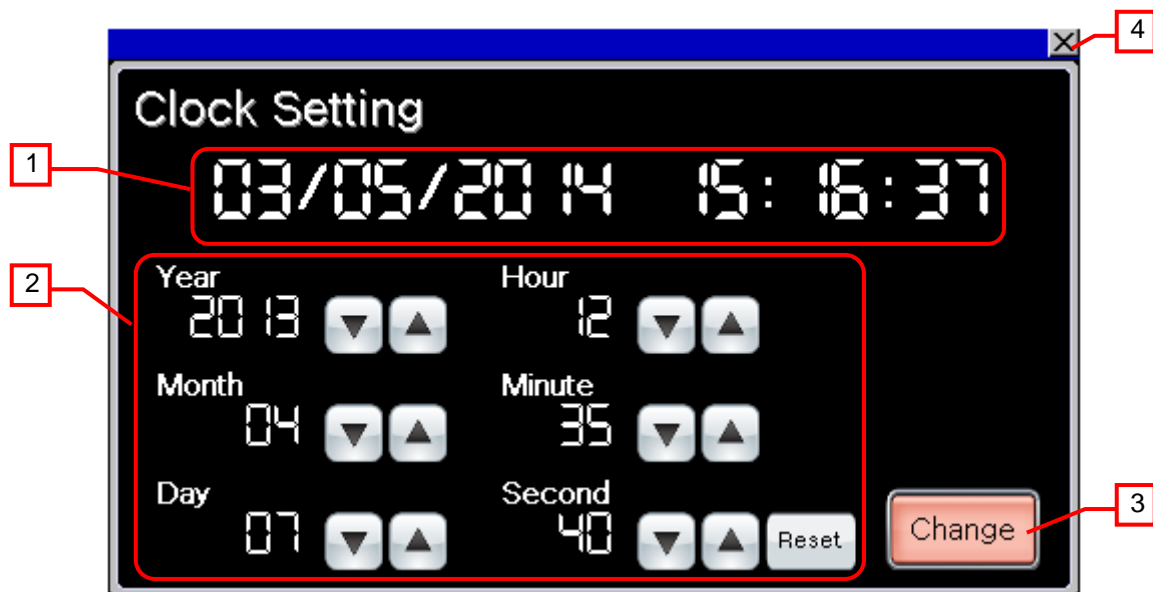 4
Clock Setting
1
03/05/2014 15:16:37
2
Year Hour
2013 ▼ ▲ 12 ▼ ▲
Month Minute
04 ▼ ▲ 35 ▼ ▲
Day Second
07 ▼ ▲ 40 ▼ ▲ Reset
Change
3